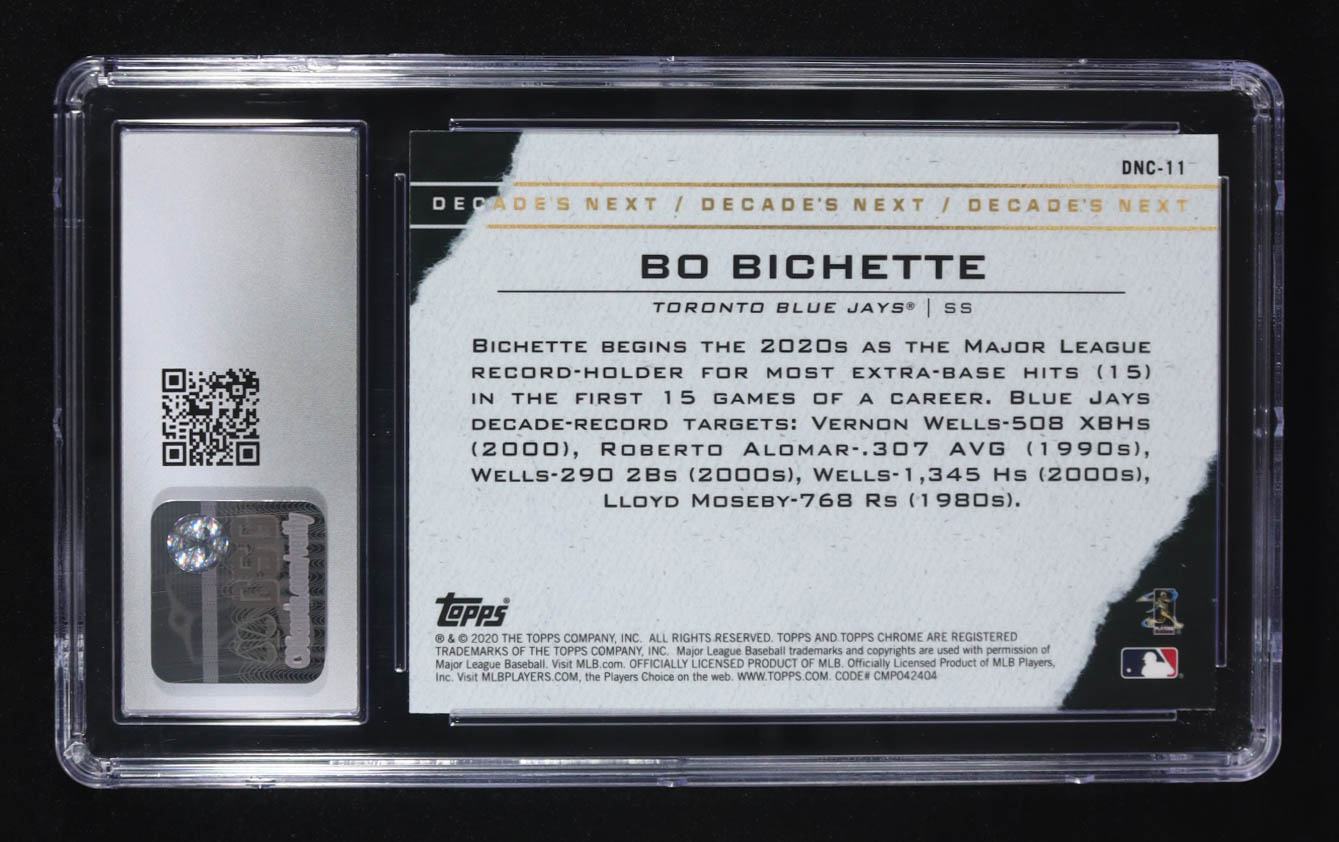 DNC-11
DECADE'S NEXT / DECADE'S NEXT / DECADE'S NEXT
BO BICHETTE
TORONTO BLUE JAYS® | SS
BICHETTE BEGINS THE 2020S AS THE MAJOR LEAGUE
RECORD-HOLDER FOR MOST EXTRA-BASE HITS (15)
IN THE FIRST 15 GAMES OF A CAREER. BLUE JAYS
DECADE-RECORD TARGETS: VERNON WELLS-508 XBHS
(2000), ROBERTO ALOMAR-.307 AVG (1990S),
WELLS-290 2BS (2000S), WELLS-1,345 HS (2000S),
LLOYD MOSEBY-768 RS (1980S).
topps®
® & © 2020 THE TOPPS COMPANY, INC. ALL RIGHTS RESERVED. TOPPS AND TOPPS CHROME ARE REGISTERED
TRADEMARKS OF THE TOPPS COMPANY, INC. Major League Baseball trademarks and copyrights are used with permission of
Major League Baseball. Visit MLB.com. OFFICIALLY LICENSED PRODUCT OF MLB. Officially Licensed Product of MLB Players,
Inc. Visit MLBPLAYERS.COM, the Players Choice on the web. WWW.TOPPS.COM. CODE# CMP042404